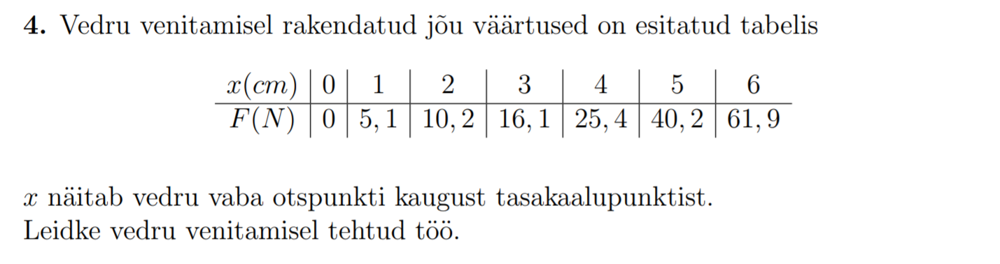 4. Vedru venitamisel rakendatud jõu väärtused on esitatud tabelis
x(cm) | 0 | 1 | 2 | 3 | 4 | 5 | 6
F(N) | 0 | 5, 1 | 10, 2 | 16, 1 | 25, 4 | 40, 2 | 61, 9
x näitab vedru vaba otspunkti kaugust tasakaalupunktist.
Leidke vedru venitamisel tehtud töö.